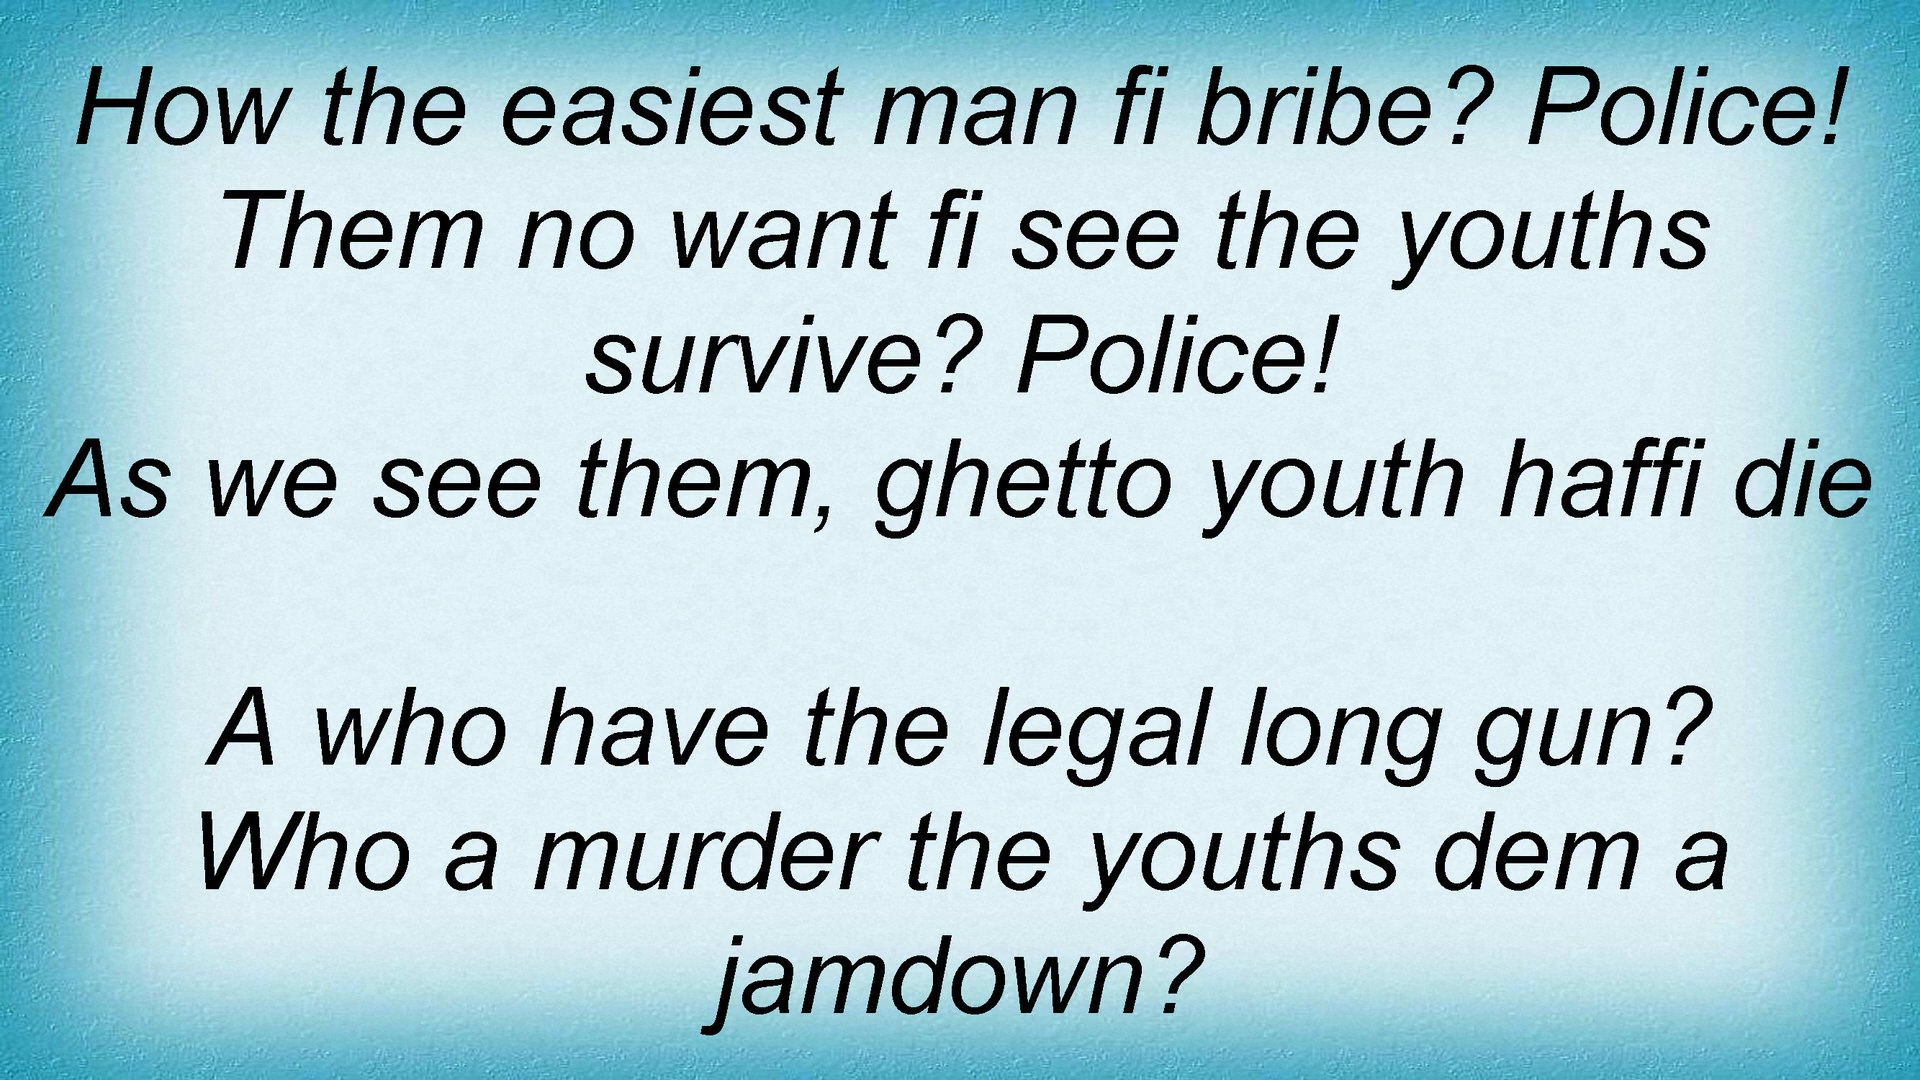 How the easiest man fi bribe? Police!
Them no want fi see the youths
survive? Police!
As we see them, ghetto youth haffi die
A who have the legal long gun?
Who a murder the youths dem a
jamdown?